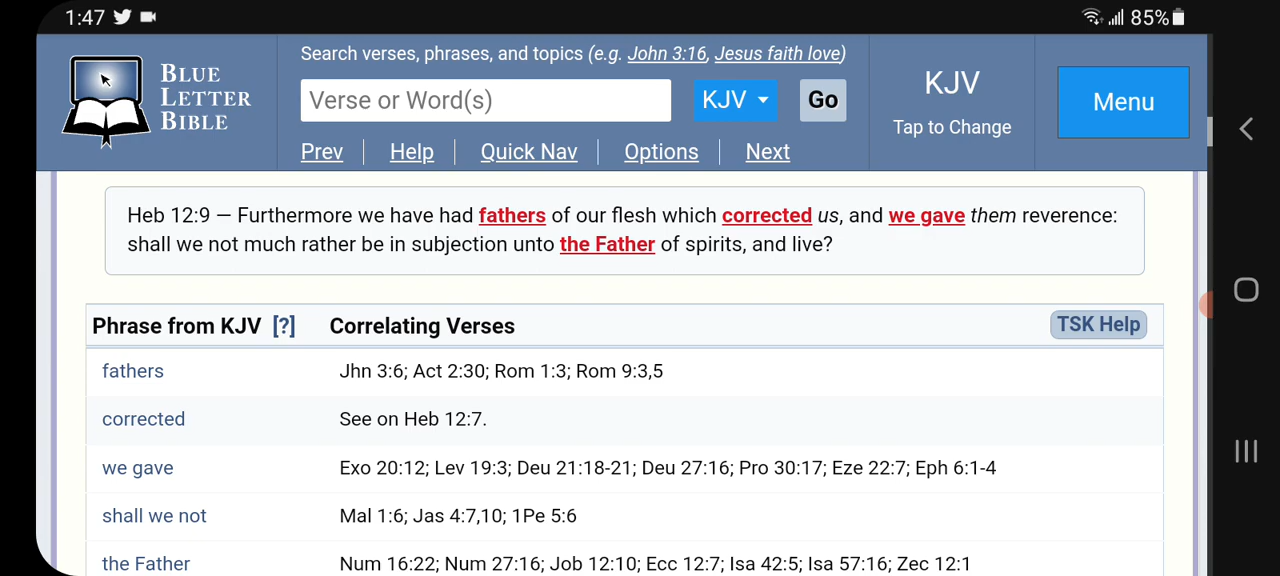 1:47 85%
Search verses, phrases, and topics (e.g. John 3:16, Jesus faith love)
BLUE
LETTER
BIBLE
Verse or Word(s) KJV Go
KJV
Tap to Change
Menu
Prev Help Quick Nav Options Next
Heb 12:9 — Furthermore we have had fathers of our flesh which corrected us, and we gave them reverence:
shall we not much rather be in subjection unto the Father of spirits, and live?
Phrase from KJV [?] Correlating Verses TSK Help
fathers Jhn 3:6; Act 2:30; Rom 1:3; Rom 9:3,5
corrected See on Heb 12:7.
we gave Exo 20:12; Lev 19:3; Deu 21:18-21; Deu 27:16; Pro 30:17; Eze 22:7; Eph 6:1-4
shall we not Mal 1:6; Jas 4:7,10; 1Pe 5:6
the Father Num 16:22; Num 27:16; Job 12:10; Ecc 12:7; Isa 42:5; Isa 57:16; Zec 12:1